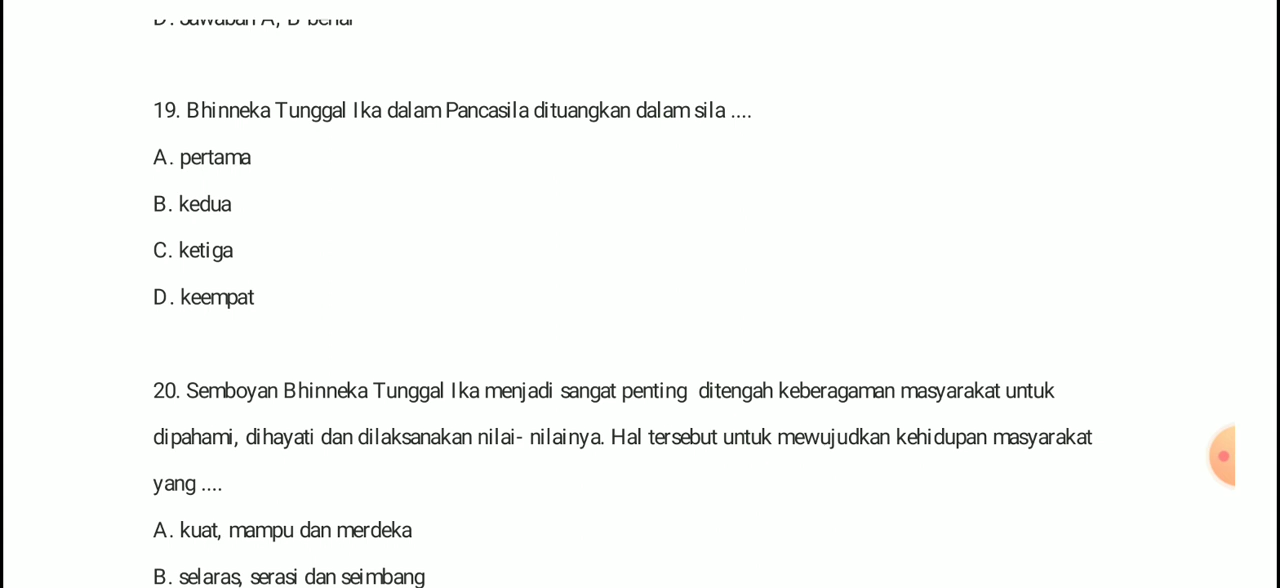 D. Jawaban A, B benar
19. Bhinneka Tunggal Ika dalam Pancasila dituangkan dalam sila ....
A. pertama
B. kedua
C. ketiga
D. keempat
20. Semboyan Bhinneka Tunggal Ika menjadi sangat penting ditengah keberagaman masyarakat untuk
dipahami, dihayati dan dilaksanakan nilai- nilainya. Hal tersebut untuk mewujudkan kehidupan masyarakat
yang ....
A. kuat, mampu dan merdeka
B. selaras, serasi dan seimbang